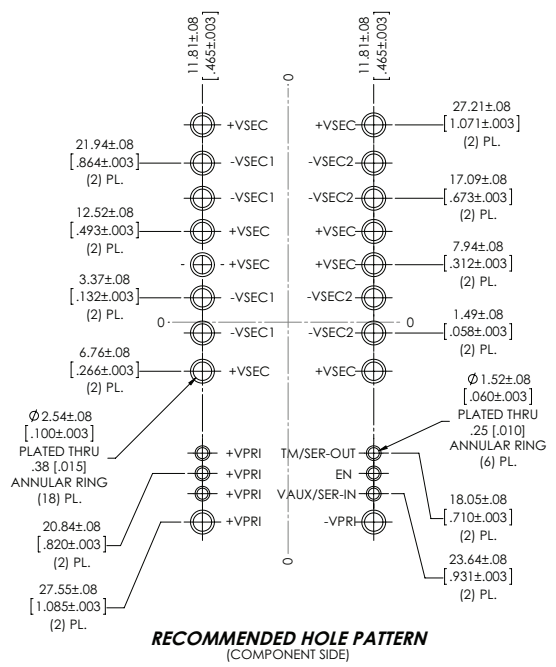 11.81±.08
[.465±.003]
11.81±.08
[.465±.003]
0
+VSEC
+VSEC
27.21±.08
[1.071±.003]
(2) PL.
21.94±.08
[.864±.003]
(2) PL.
-VSEC1
-VSEC2
-VSEC1
-VSEC2
17.09±.08
[.673±.003]
(2) PL.
12.52±.08
[.493±.003]
(2) PL.
+VSEC
+VSEC
+VSEC
+VSEC
7.94±.08
[.312±.003]
(2) PL.
3.37±.08
[.132±.003]
(2) PL.
-VSEC1
-VSEC2
0
0
-VSEC1
-VSEC2
1.49±.08
[.058±.003]
(2) PL.
6.76±.08
[.266±.003]
(2) PL.
+VSEC
+VSEC
Ø 2.54±.08
[.100±.003]
PLATED THRU
.38 [.015]
ANNULAR RING
(18) PL.
Ø 1.52±.08
[.060±.003]
PLATED THRU
.25 [.010]
ANNULAR RING
(6) PL.
+VPRI
TM/SER-OUT
+VPRI
EN
+VPRI
VAUX/SER-IN
+VPRI
-VPRI
20.84±.08
[.820±.003]
(2) PL.
18.05±.08
[.710±.003]
(2) PL.
27.55±.08
[1.085±.003]
(2) PL.
23.64±.08
[.931±.003]
(2) PL.
0
RECOMMENDED HOLE PATTERN
(COMPONENT SIDE)